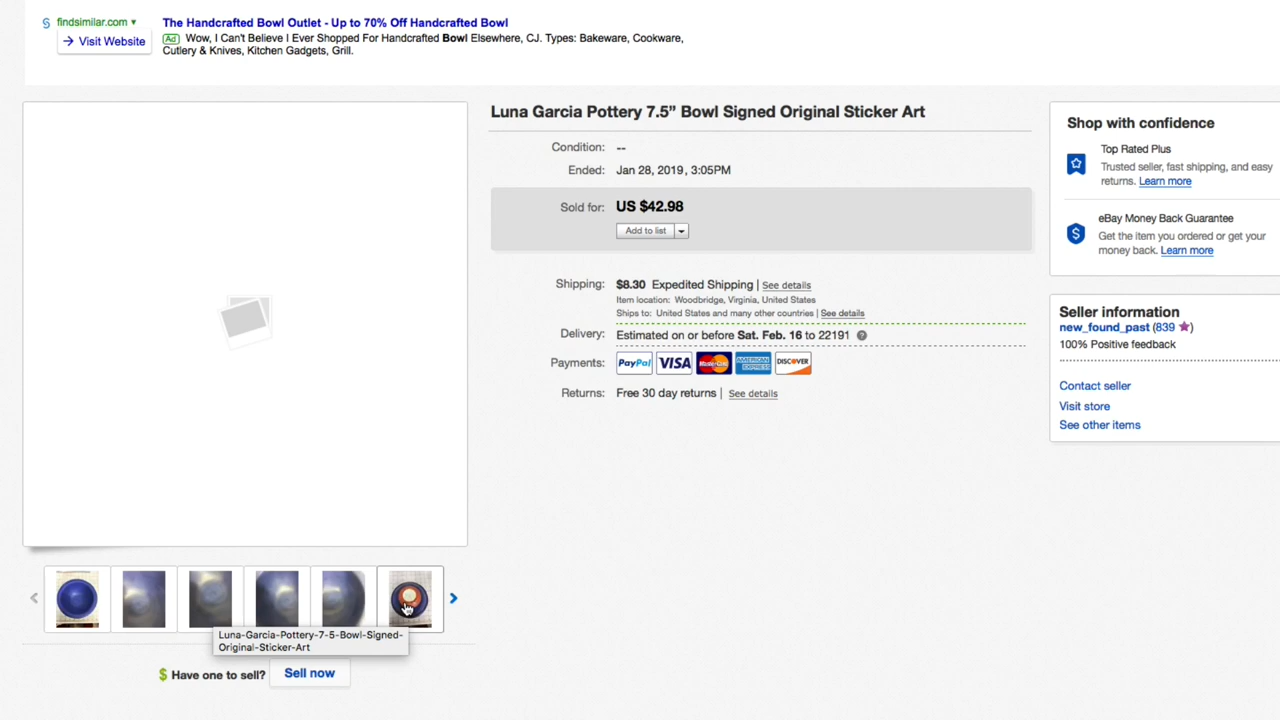 findsimilar.com ▾
→ Visit Website
The Handcrafted Bowl Outlet - Up to 70% Off Handcrafted Bowl
Ad Wow, I Can't Believe I Ever Shopped For Handcrafted Bowl Elsewhere, CJ. Types: Bakeware, Cookware,
Cutlery & Knives, Kitchen Gadgets, Grill.
Luna Garcia Pottery 7.5” Bowl Signed Original Sticker Art
Condition: --
Ended: Jan 28, 2019 , 3:05PM
Sold for: US $42.98
Add to list
Shipping: $8.30 Expedited Shipping | See details
Item location: Woodbridge, Virginia, United States
Ships to: United States and many other countries | See details
Delivery: Estimated on or before Sat. Feb. 16 to 22191 ?
Payments: PayPal VISA MasterCard AMERICAN EXPRESS DISCOVER
Returns: Free 30 day returns | See details
Shop with confidence
Top Rated Plus
Trusted seller, fast shipping, and easy
returns. Learn more
eBay Money Back Guarantee
$ Get the item you ordered or get your
money back. Learn more
Seller information
new_found_past (839 ★)
100% Positive feedback
Contact seller
Visit store
See other items
Luna-Garcia-Pottery-7-5-Bowl-Signed-
Original-Sticker-Art
$ Have one to sell? Sell now